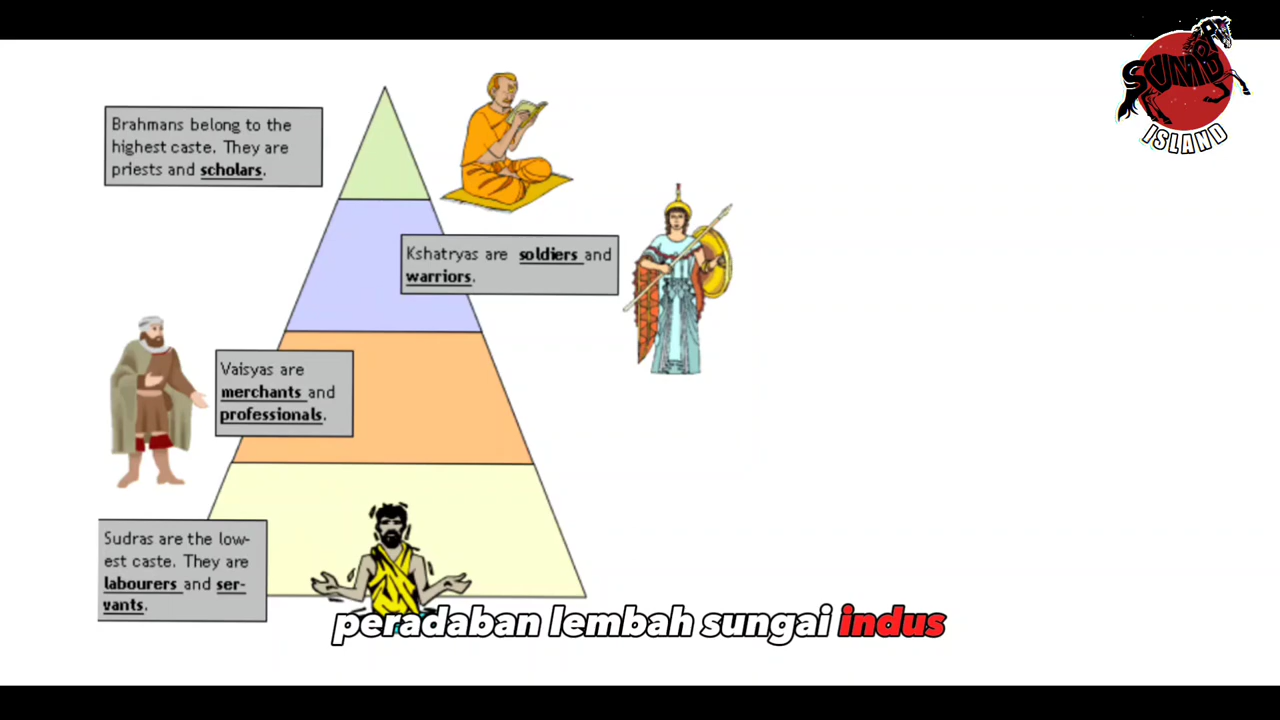 SUMB
ISLAND
Brahmans belong to the
highest caste. They are
priests and scholars.
Kshatryas are soldiers and
warriors.
Vaisyas are
merchants and
professionals.
Sudras are the low-
est caste. They are
labourers and ser-
vants.
peradaban lembah sungai indus